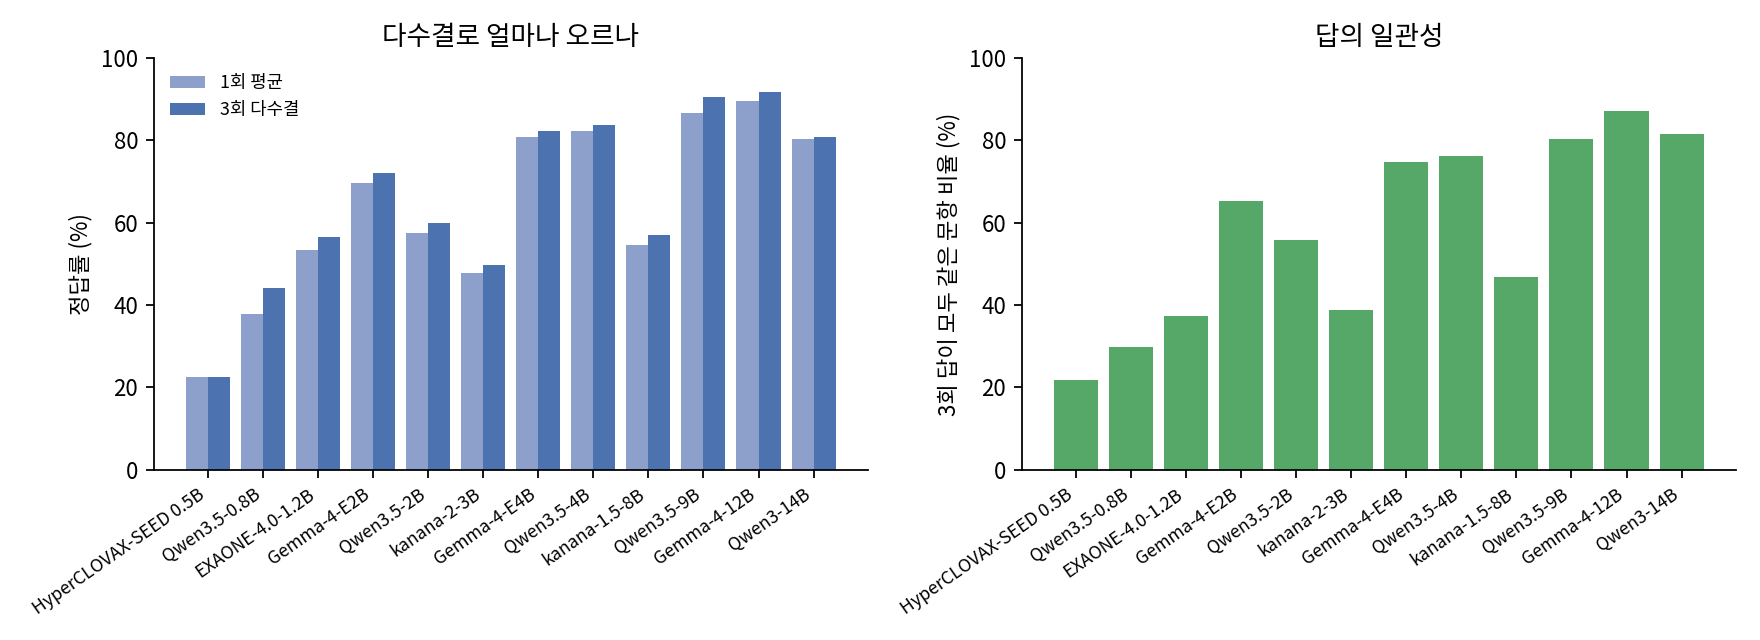 다수결로 얼마나 오르나
정답률 (%)
100
80
60
40
20
0
1회 평균
3회 다수결
HyperCLOVAX-SEED 0.5B
Qwen3.5-0.8B
EXAONE-4.0-1.2B
Gemma-4-E2B
Qwen3.5-2B
kanana-2-3B
Gemma-4-E4B
Qwen3.5-4B
kanana-1.5-8B
Qwen3.5-9B
Gemma-4-12B
Qwen3-14B
답의 일관성
3회 답이 모두 같은 문항 비율 (%)
100
80
60
40
20
0
HyperCLOVAX-SEED 0.5B
Qwen3.5-0.8B
EXAONE-4.0-1.2B
Gemma-4-E2B
Qwen3.5-2B
kanana-2-3B
Gemma-4-E4B
Qwen3.5-4B
kanana-1.5-8B
Qwen3.5-9B
Gemma-4-12B
Qwen3-14B